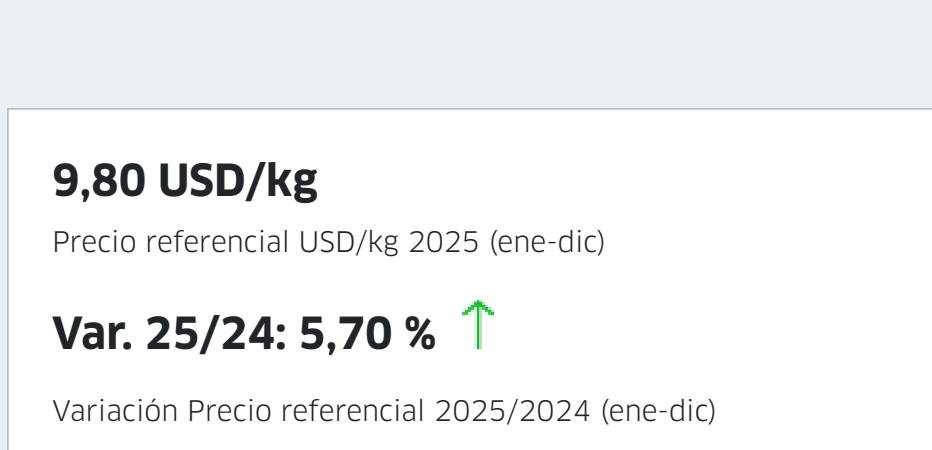 9,80 USD/kg
Precio referencial USD/kg 2025 (ene-dic)
Var. 25/24: 5,70 %
Variación Precio referencial 2025/2024 (ene-dic)